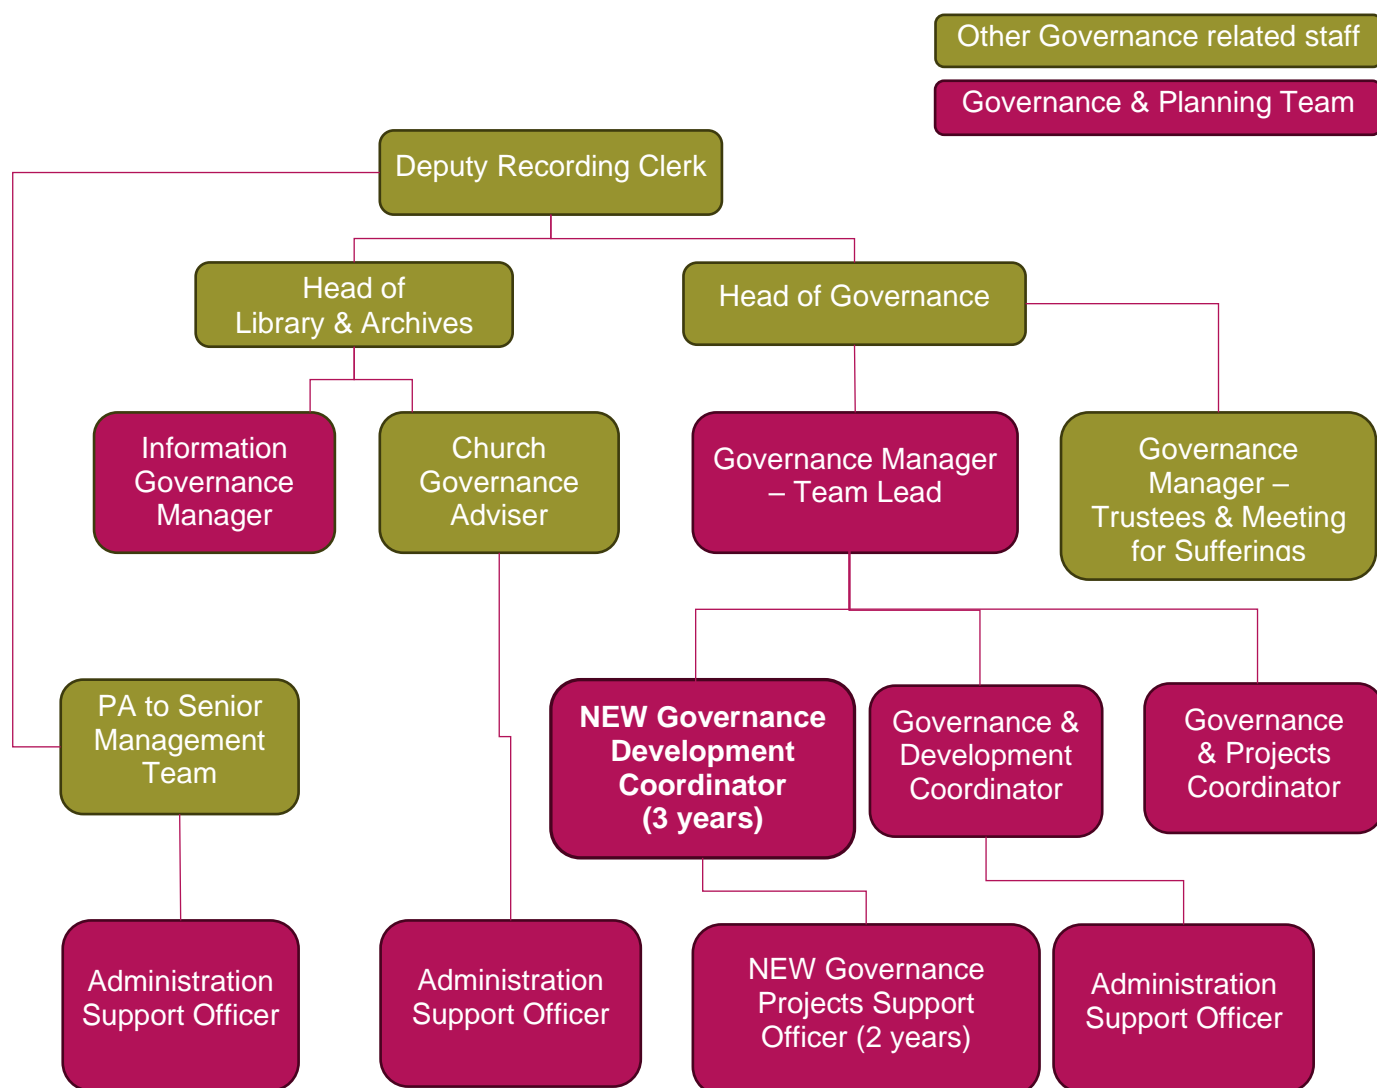 Other Governance related staff
Governance & Planning Team
Deputy Recording Clerk
Head of
Library & Archives
Head of Governance
Information
Governance
Manager
Church
Governance
Adviser
Governance Manager
– Team Lead
Governance
Manager –
Trustees & Meeting
for Sufferings
PA to Senior
Management
Team
NEW Governance
Development
Coordinator
(3 years)
Governance &
Development
Coordinator
Governance
& Projects
Coordinator
Administration
Support Officer
Administration
Support Officer
NEW Governance
Projects Support
Officer (2 years)
Administration
Support Officer